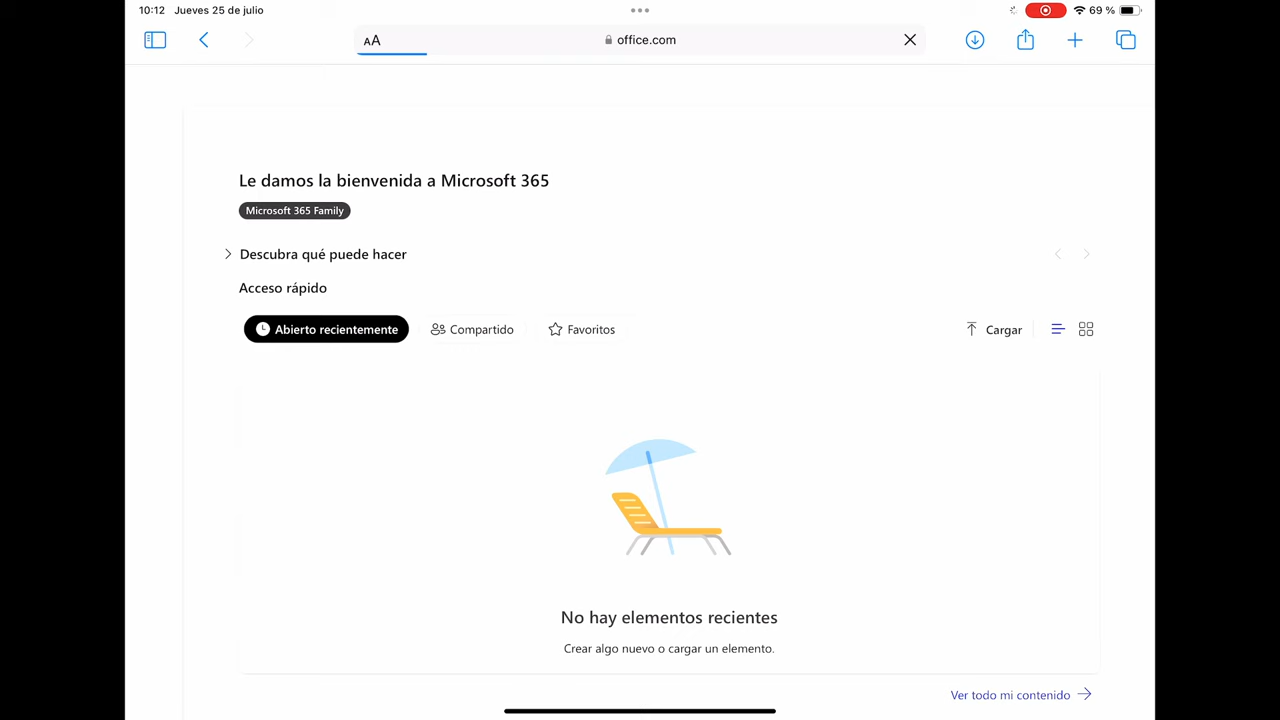 10:12 Jueves 25 de julio
69 %
AA
office.com
Le damos la bienvenida a Microsoft 365
Microsoft 365 Family
Descubra qué puede hacer
Acceso rápido
Abierto recientemente
Compartido
Favoritos
Cargar
No hay elementos recientes
Crear algo nuevo o cargar un elemento.
Ver todo mi contenido